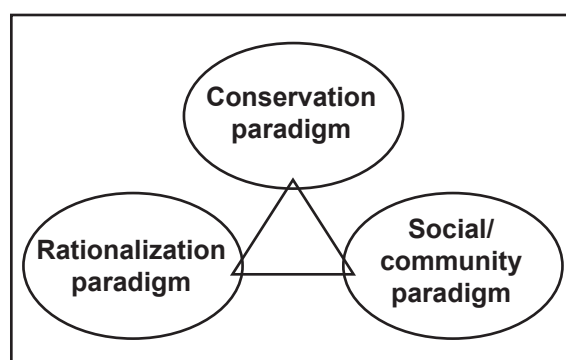 Conservation
paradigm
Rationalization
paradigm
Social/
community
paradigm